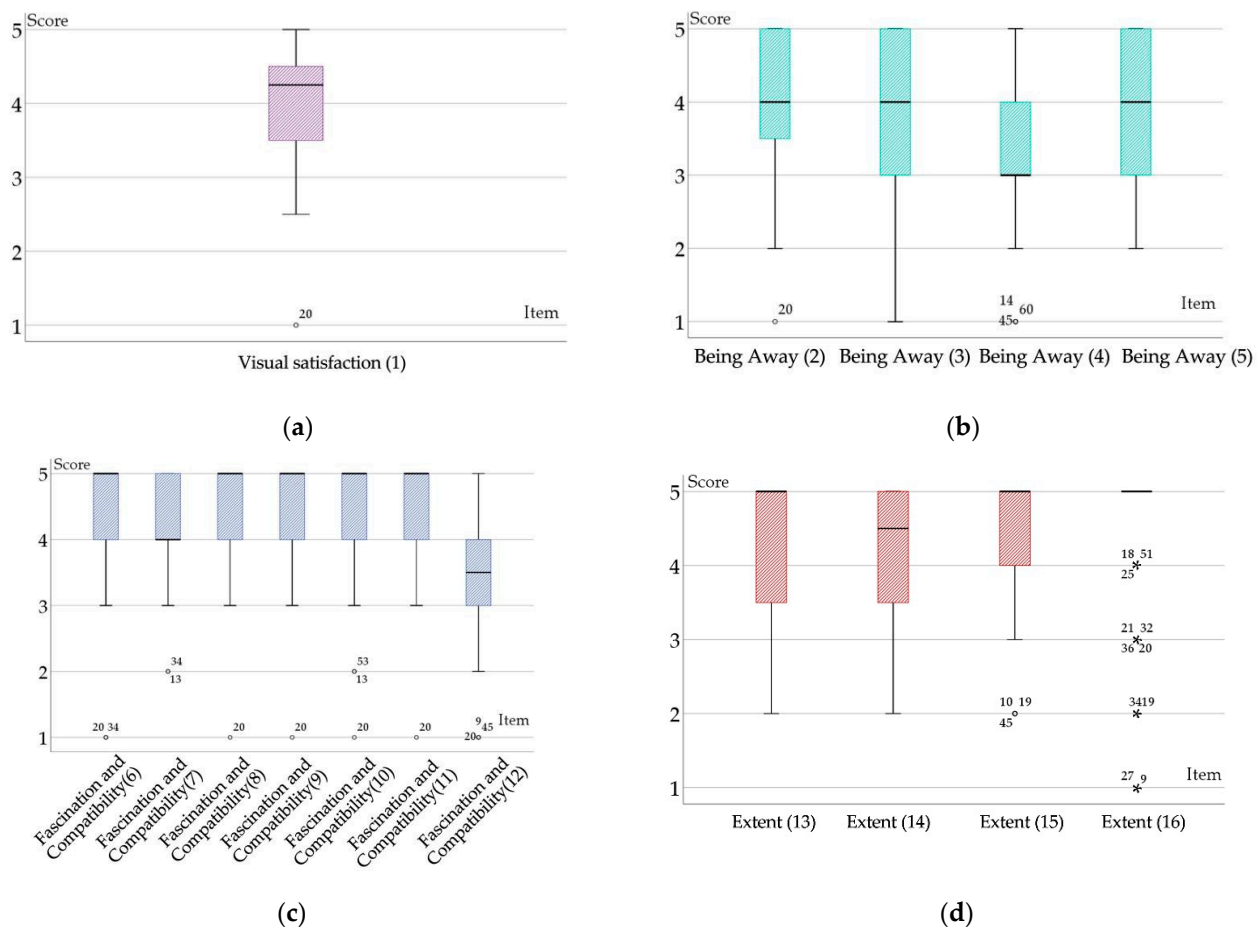 Score
5
4
3
2
20
Item
1
Visual satisfaction (1)
(a)
Score
5
4
3
2
14
20 60
45 Item
1
Being Away (2) Being Away (3) Being Away (4) Being Away (5)
(b)
Score
5
4
3
34 53
2
13 13
9 Item
20 34 20 20 20 20 20 45
1
Fascination and
Compatibility(6)
Fascination and
Compatibility(7)
Fascination and
Compatibility(8)
Fascination and
Compatibility(9)
Fascination and
Compatibility(10)
Fascination and
Compatibility(11)
Fascination and
Compatibility(12)
(c)
Score
5
18 51
4
25
21 32
3
36 20
10 19 3419
2
45
27 9 Item
1
Extent (13) Extent (14) Extent (15) Extent (16)
(d)